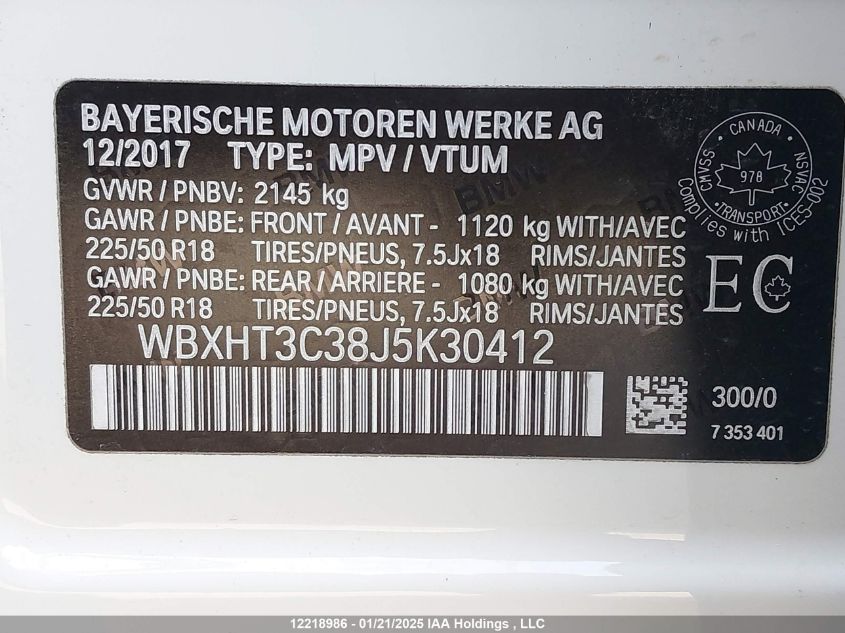 BAYERISCHE MOTOREN WERKE AG
12/2017 TYPE: MPV / VTUM
GVWR / PNBV: 2145 kg
GAWR / PNBE: FRONT / AVANT - 1120 kg WITH/AVEC
225/50 R18 TIRES/PNEUS, 7.5Jx18 RIMS/JANTES
GAWR / PNBE: REAR / ARRIERE - 1080 kg WITH/AVEC
225/50 R18 TIRES/PNEUS, 7.5Jx18 RIMS/JANTES
WBXHT3C38J5K30412
CANADA
CMVSS
NSVAC
978
TRANSPORT
Complies with ICES-002
EC
300/0
7 353 401
BMW
12218986 - 01/21/2025 IAA Holdings , LLC